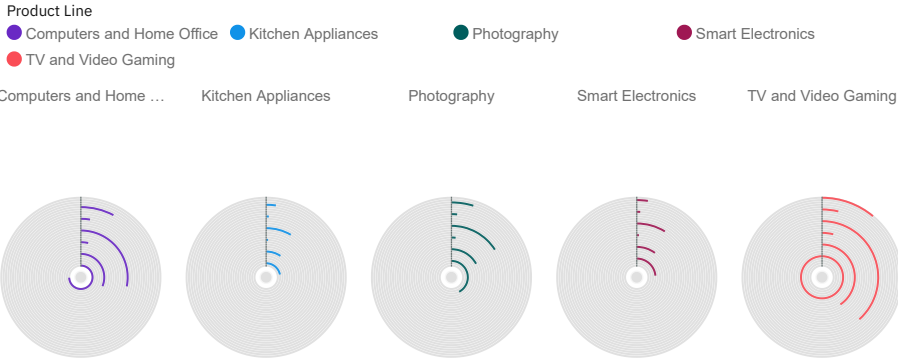 Product Line
Computers and Home Office Kitchen Appliances Photography Smart Electronics
TV and Video Gaming
Computers and Home … Kitchen Appliances Photography Smart Electronics TV and Video Gaming